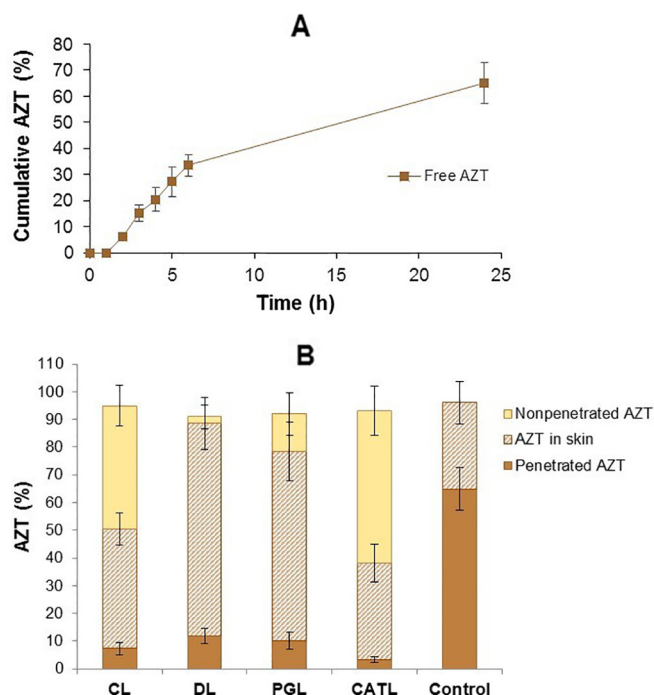 A
Cumulative AZT (%)
80
70
60
50
40
30
20
10
0
Free AZT
0 5 10 15 20 25
Time (h)
B
AZT (%)
110
100
90
80
70
60
50
40
30
20
10
0
Nonpenetrated AZT
AZT in skin
Penetrated AZT
CL DL PGL CATL Control